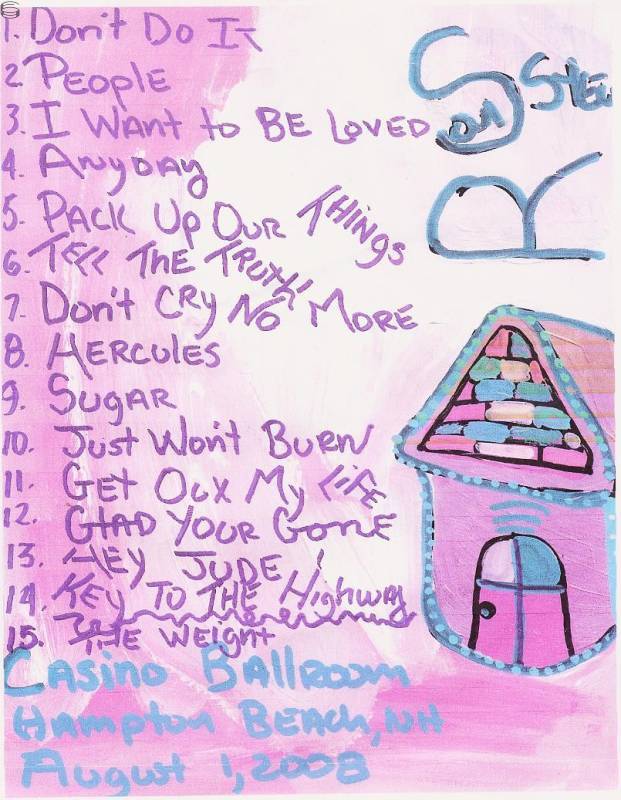 1. Don't Do It
2 People
3. I Want to BE LOVED
4. Anyday
5. PACK Up Our THINGS
6. TELL THE TRUTH
7. Don't CRY NO MORE
8. HERCULES
9. SugAR
10. Just Won't Burn
11. Get Out My LiFE
12. GLAD YOUR GonE
13. HEY JUDE!
14. KEY TO THE Highway
15. THE Weight
CAsino BAllroom
Hampton BEAch, NH
August 1, 2008